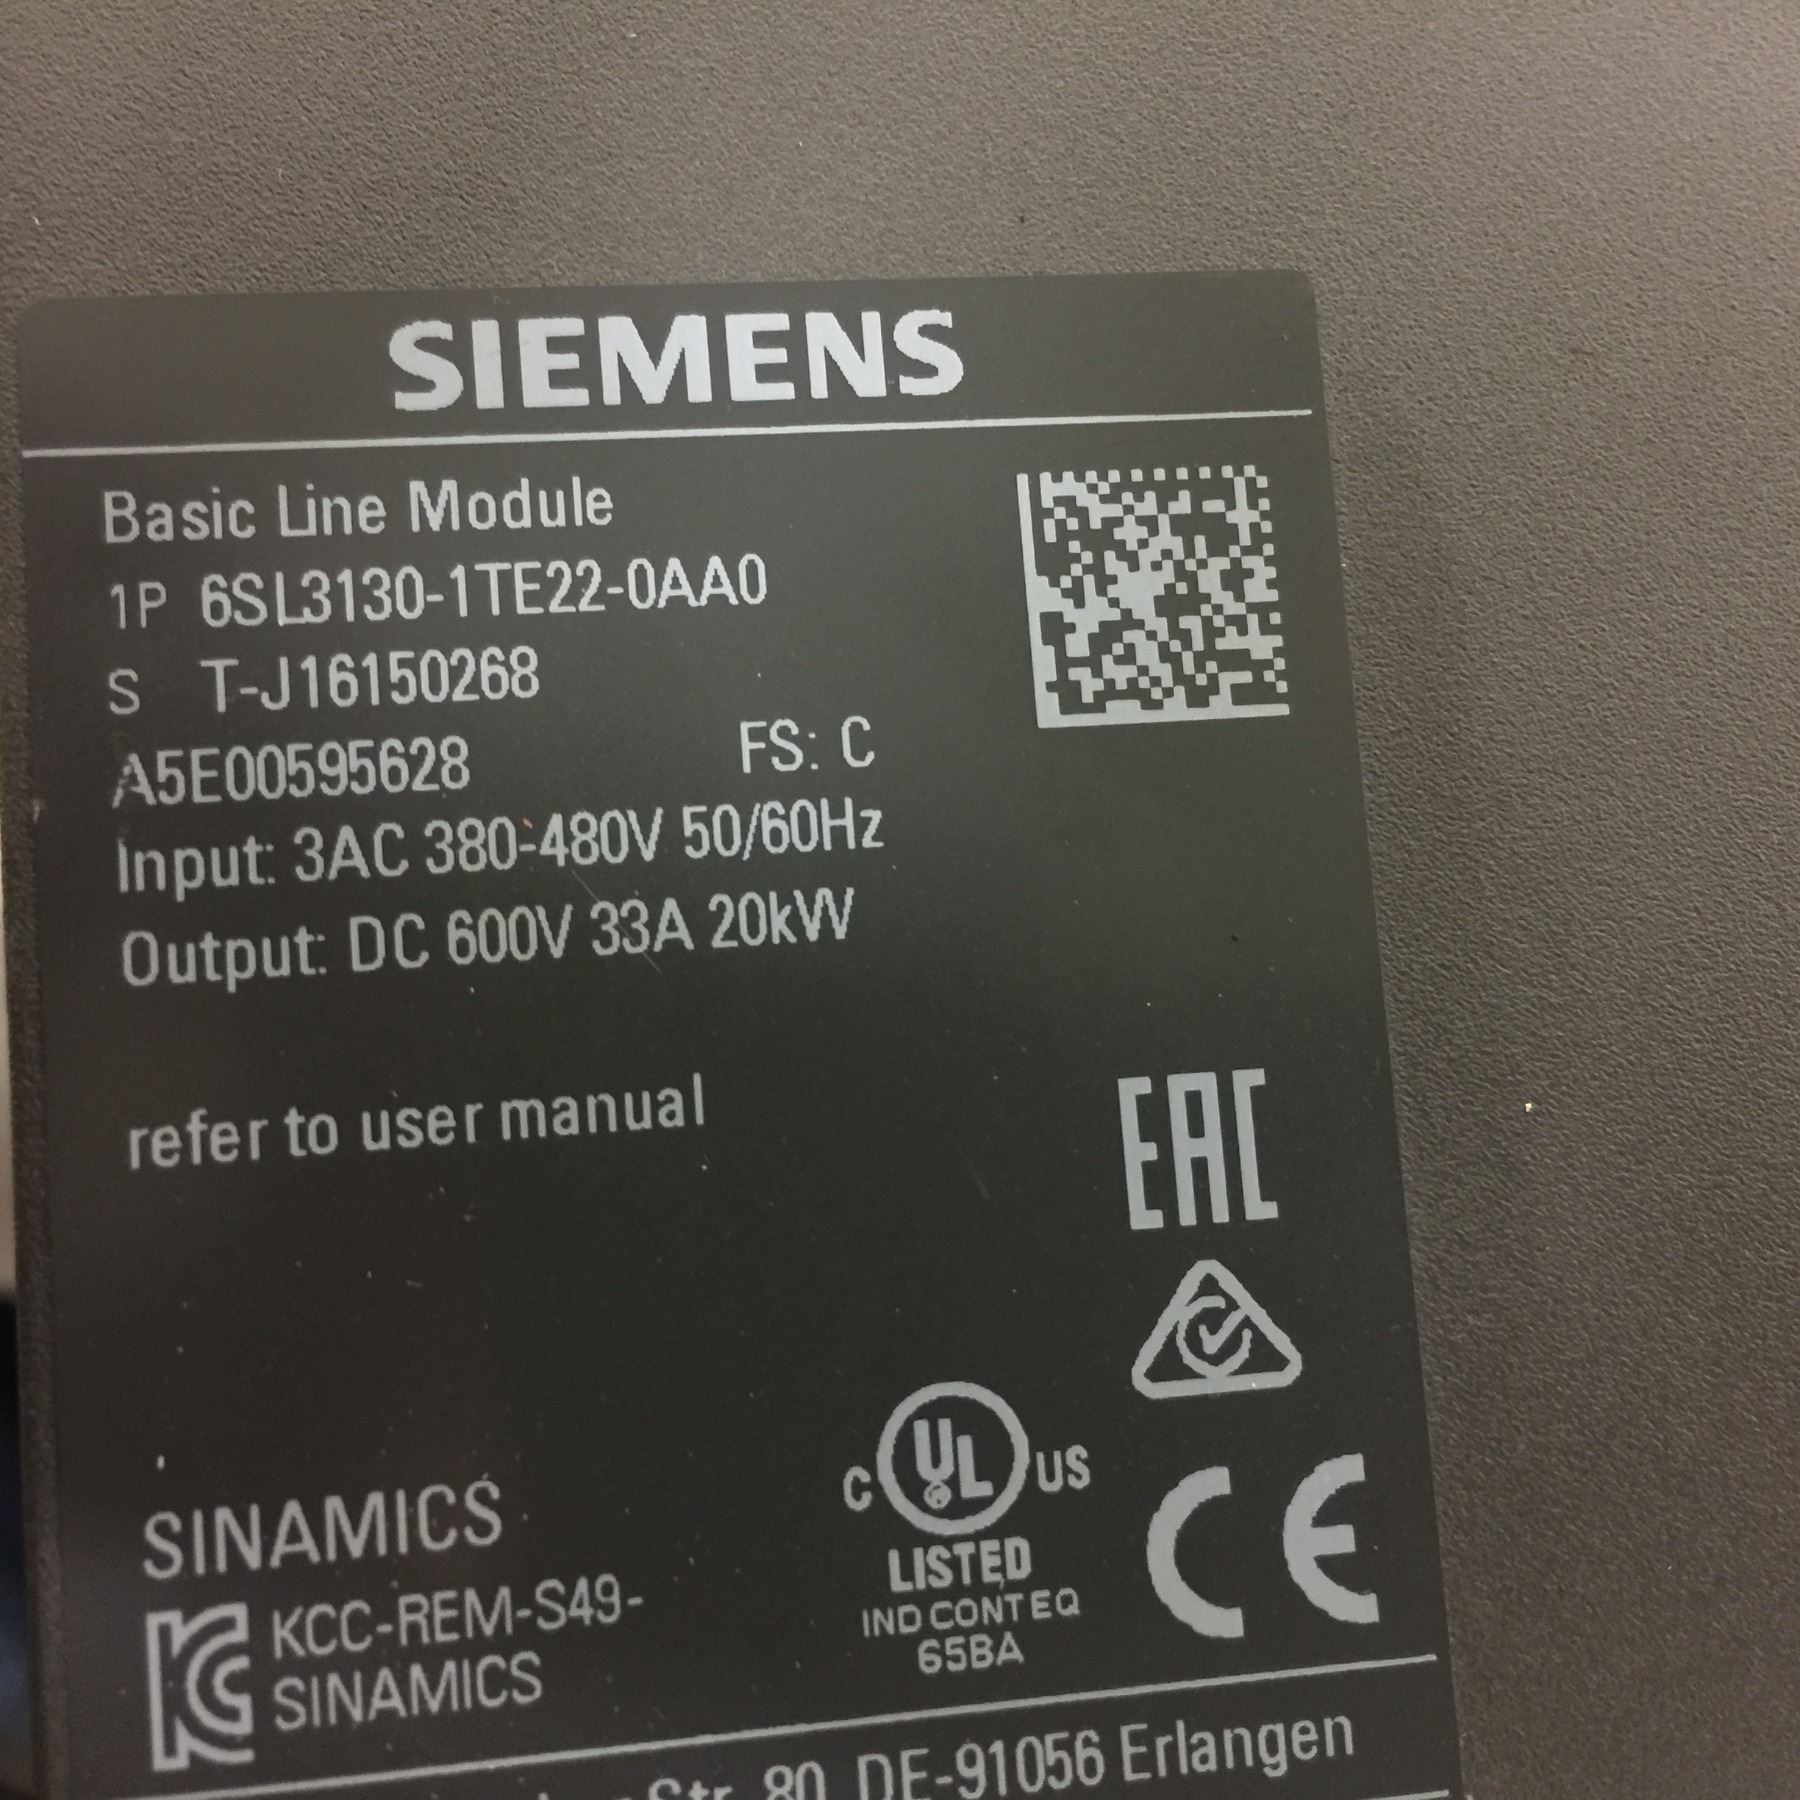 SIEMENS
Basic Line Module
1P 6SL3130-1TE22-0AA0
S T-J16150268
A5E00595628 FS: C
Input: 3AC 380-480V 50/60Hz
Output: DC 600V 33A 20kW
refer to user manual
EAC
C UL US
LISTED
IND CONT EQ
65BA
CE
SINAMICS
KCC-REM-S49-
SINAMICS
Str. 80 DE-91056 Erlangen